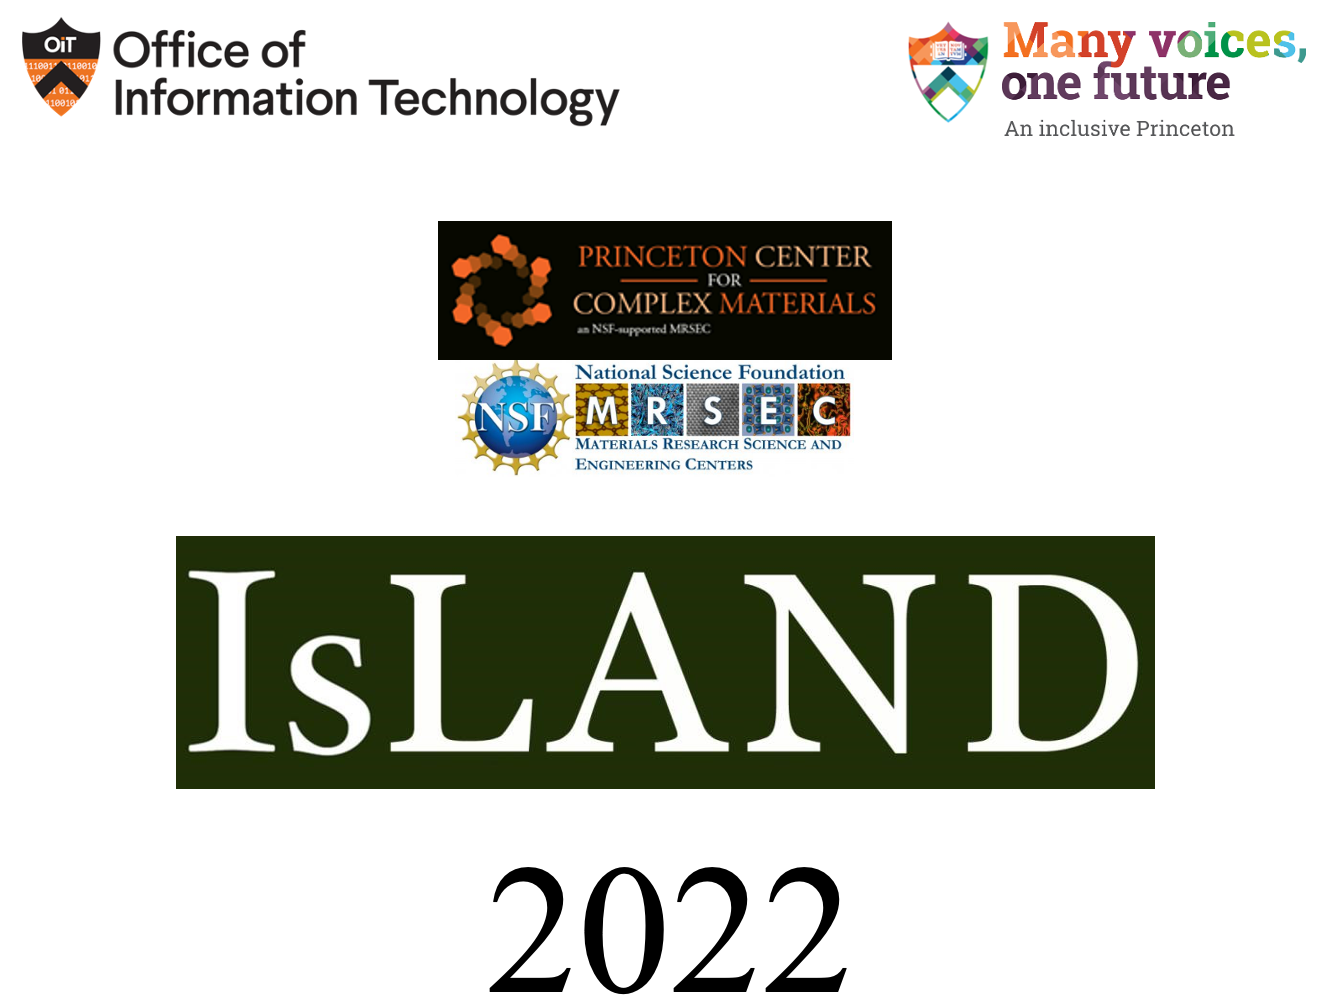 OiT
Office of
Information Technology
Many voices,
one future
An inclusive Princeton
PRINCETON CENTER
FOR
COMPLEX MATERIALS
an NSF-supported MRSEC
NSF
National Science Foundation
MRSEC
MATERIALS RESEARCH SCIENCE AND
ENGINEERING CENTERS
IsLAND
2022